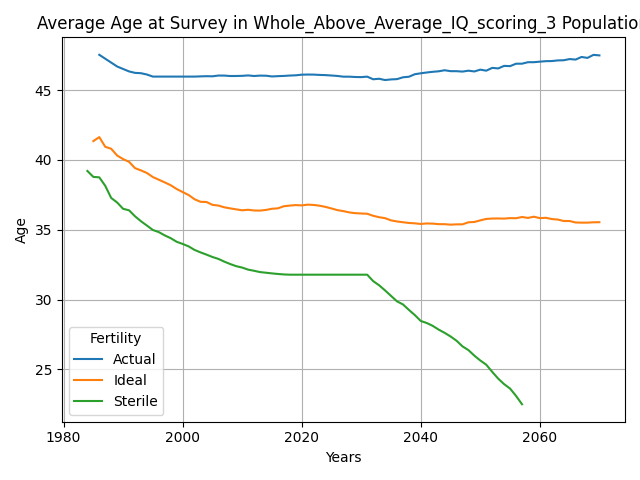 Average Age at Survey in Whole_Above_Average_IQ_scoring_3 Population
Age
45
40
35
30
25
Fertility
Actual
Ideal
Sterile
1980 2000 2020 2040 2060
Years